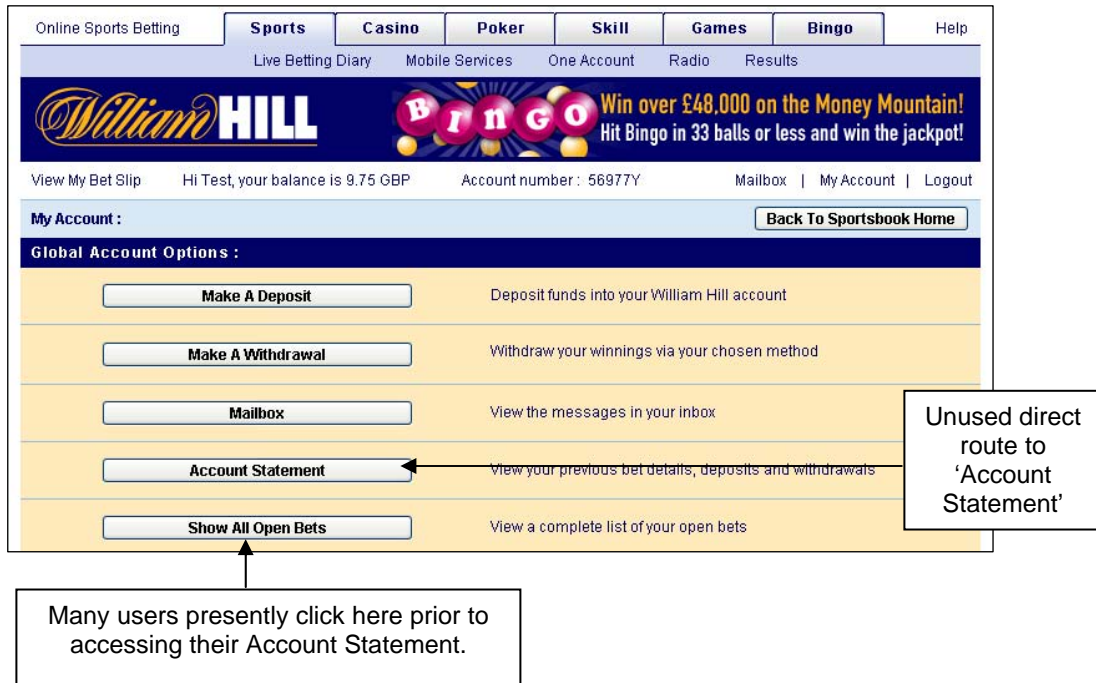 Online Sports Betting Sports Casino Poker Skill Games Bingo Help
Live Betting Diary Mobile Services One Account Radio Results
William HILL
BINGO
Win over £48,000 on the Money Mountain!
Hit Bingo in 33 balls or less and win the jackpot!
View My Bet Slip Hi Test, your balance is 9.75 GBP Account number : 56977Y Mailbox | My Account | Logout
My Account : Back To Sportsbook Home
Global Account Options :
Make A Deposit Deposit funds into your William Hill account
Make A Withdrawal Withdraw your winnings via your chosen method
Mailbox View the messages in your inbox
Account Statement View your previous bet details, deposits and withdrawals
Show All Open Bets View a complete list of your open bets
Unused direct
route to
‘Account
Statement’
Many users presently click here prior to
accessing their Account Statement.